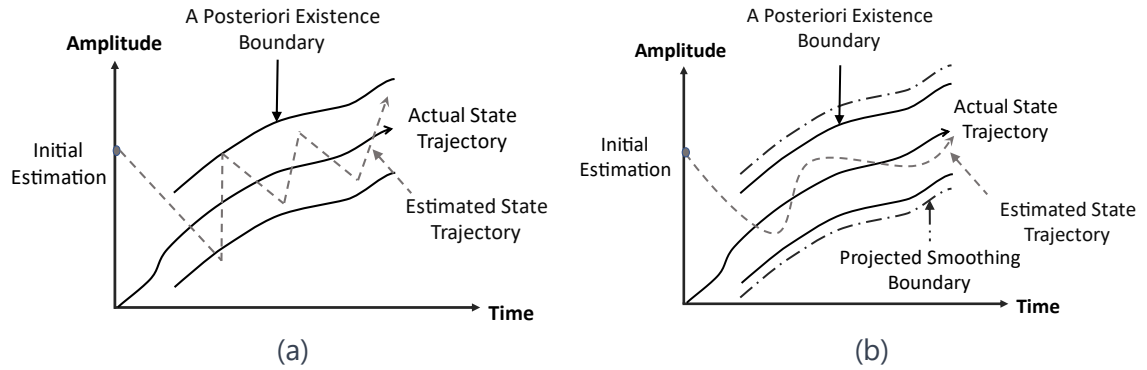 A Posteriori Existence
Boundary
Amplitude
Actual State
Trajectory
Initial
Estimation
Estimated State
Trajectory
Time
(a)
A Posteriori Existence
Boundary
Amplitude
Actual State
Trajectory
Initial
Estimation
Estimated State
Trajectory
Projected Smoothing
Boundary
Time
(b)